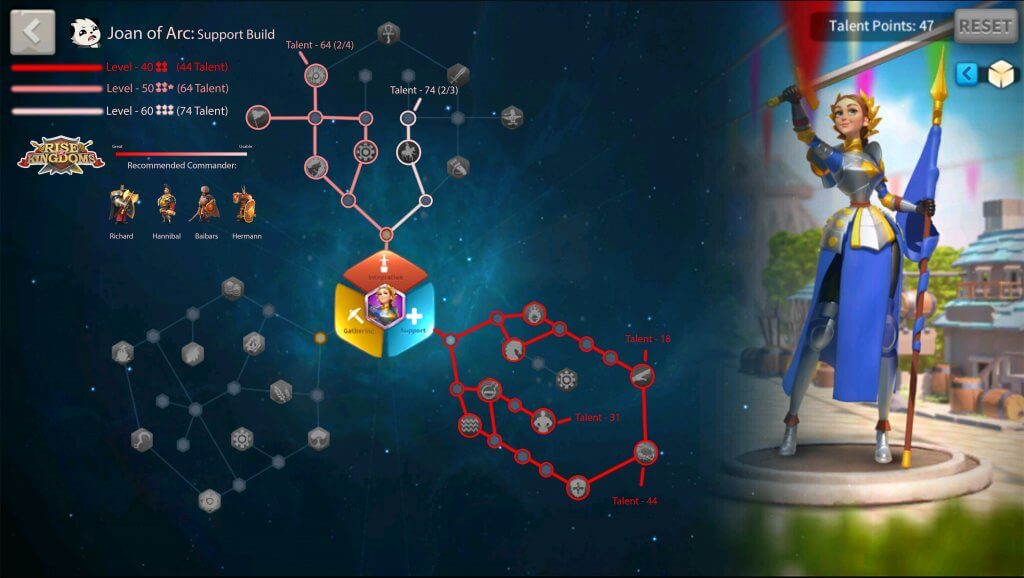 Joan of Arc: Support Build
Talent Points: 47
RESET
Talent - 64 (2/4)
Level - 40 (44 Talent)
Level - 50 (64 Talent)
Level - 60 (74 Talent)
Talent - 74 (2/3)
RISE OF KINGDOMS
Great
Usable
Recommended Commander:
Richard
Hannibal
Baibars
Hermann
Integration
Gathering
Support
Talent - 18
Talent - 31
Talent - 44